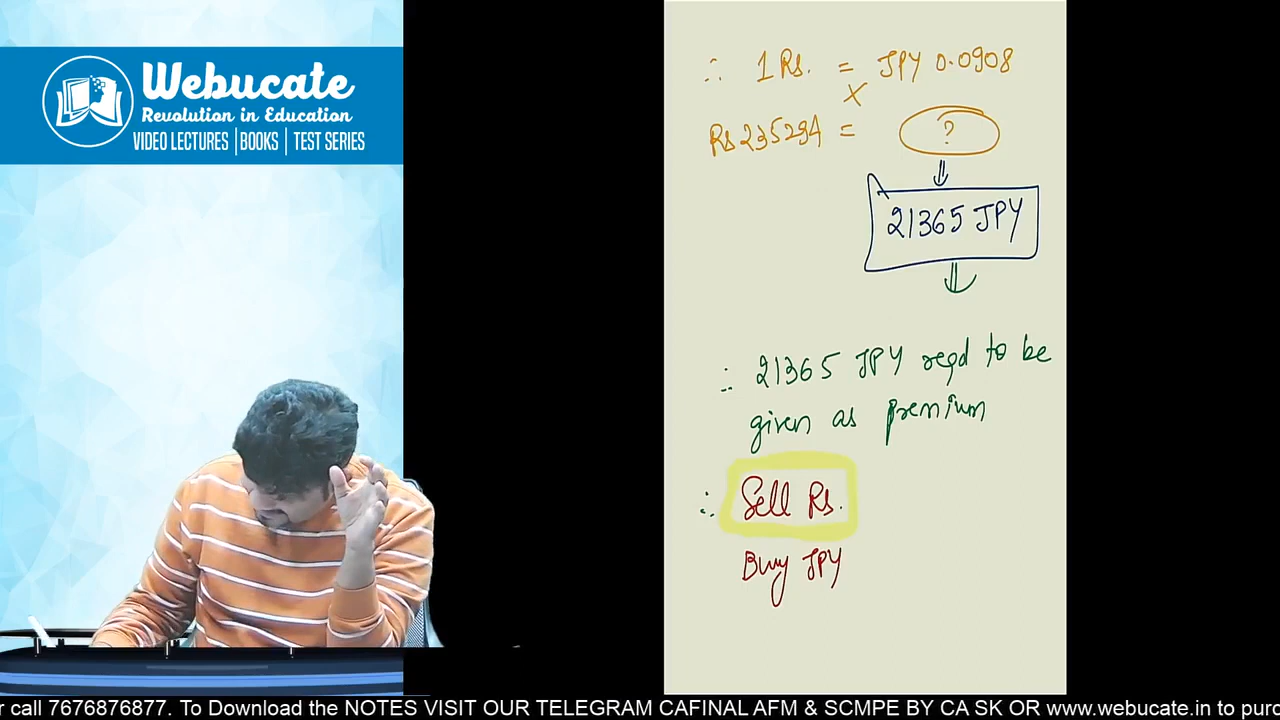 Webucate
Revolution in Education
VIDEO LECTURES | BOOKS | TEST SERIES
∴ 1 Rs. = JPY 0.0908
X
Rs 235294 = ?
⇓
21365 JPY
⇓
∴ 21365 JPY reqd to be
given as premium
∴ Sell Rs.
Buy JPY
r call 7676876877. To Download the NOTES VISIT OUR TELEGRAM CAFINAL AFM & SCMPE BY CA SK OR www.webucate.in to purc